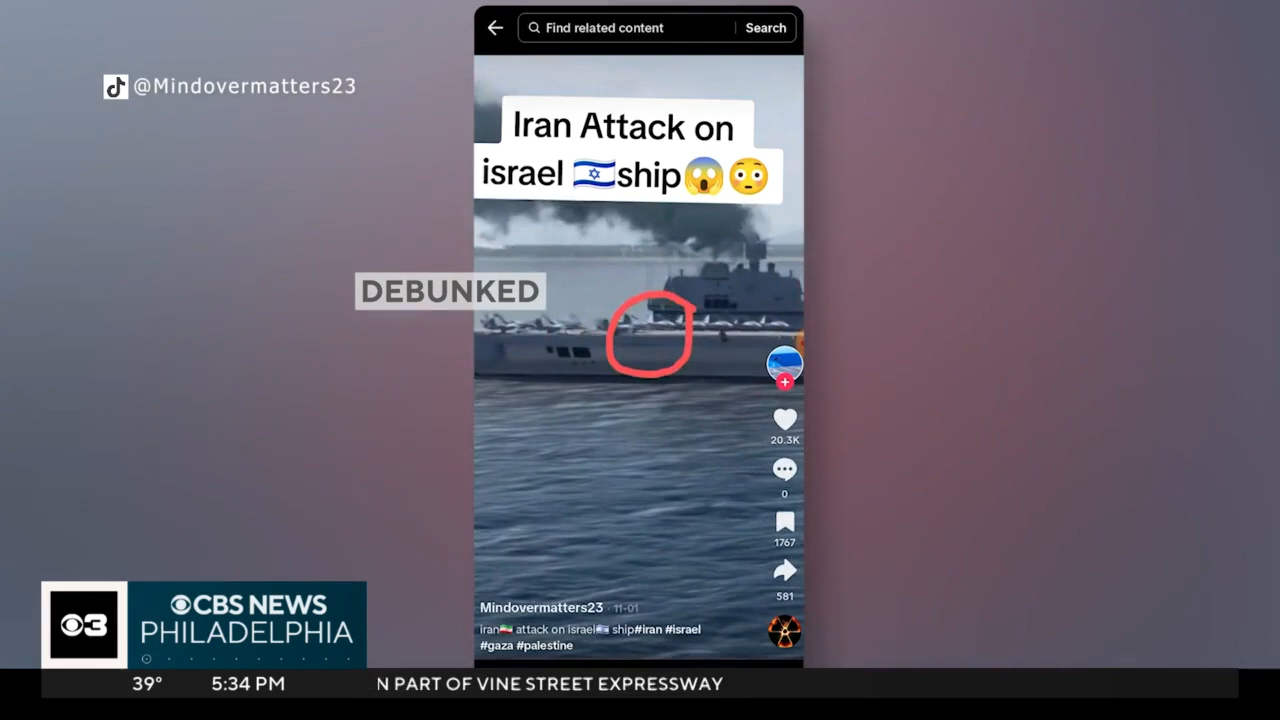 Find related content
Search
@Mindovermatters23
Iran Attack on
israel 🇮🇱ship😱😳
DEBUNKED
20.3K
0
1767
581
Mindovermatters23 · 11-01
iran🇮🇷 attack on israel🇮🇱 ship#iran #israel
#gaza #palestine
3
CBS NEWS
PHILADELPHIA
39° 5:34 PM N PART OF VINE STREET EXPRESSWAY